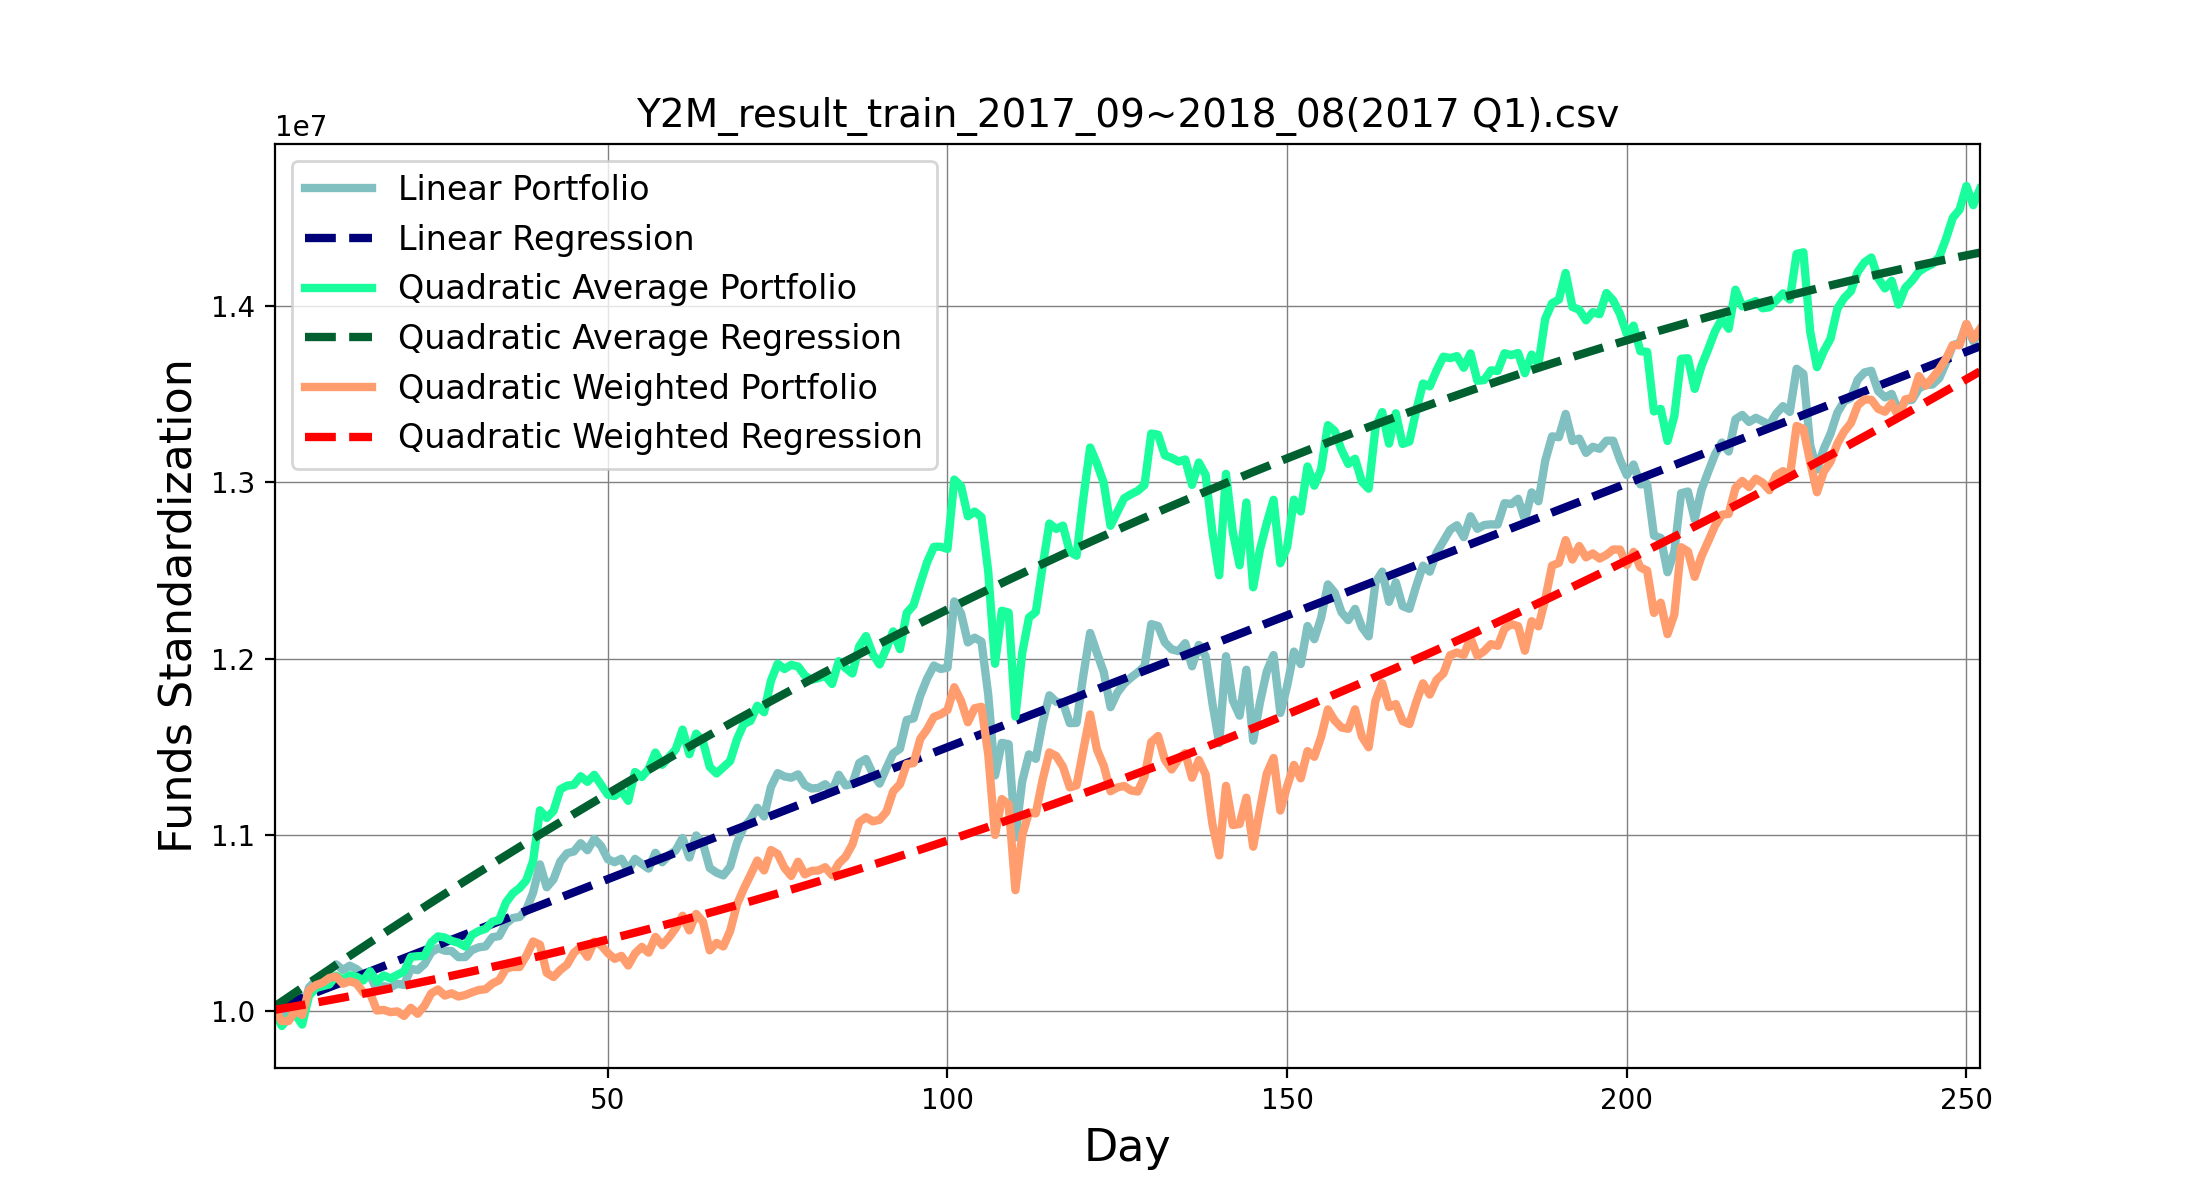 Y2M_result_train_2017_09~2018_08(2017 Q1).csv
1e7
Linear Portfolio
Linear Regression
Quadratic Average Portfolio
Quadratic Average Regression
Quadratic Weighted Portfolio
Quadratic Weighted Regression
Funds Standardization
1.4
1.3
1.2
1.1
1.0
50 100 150 200 250
Day